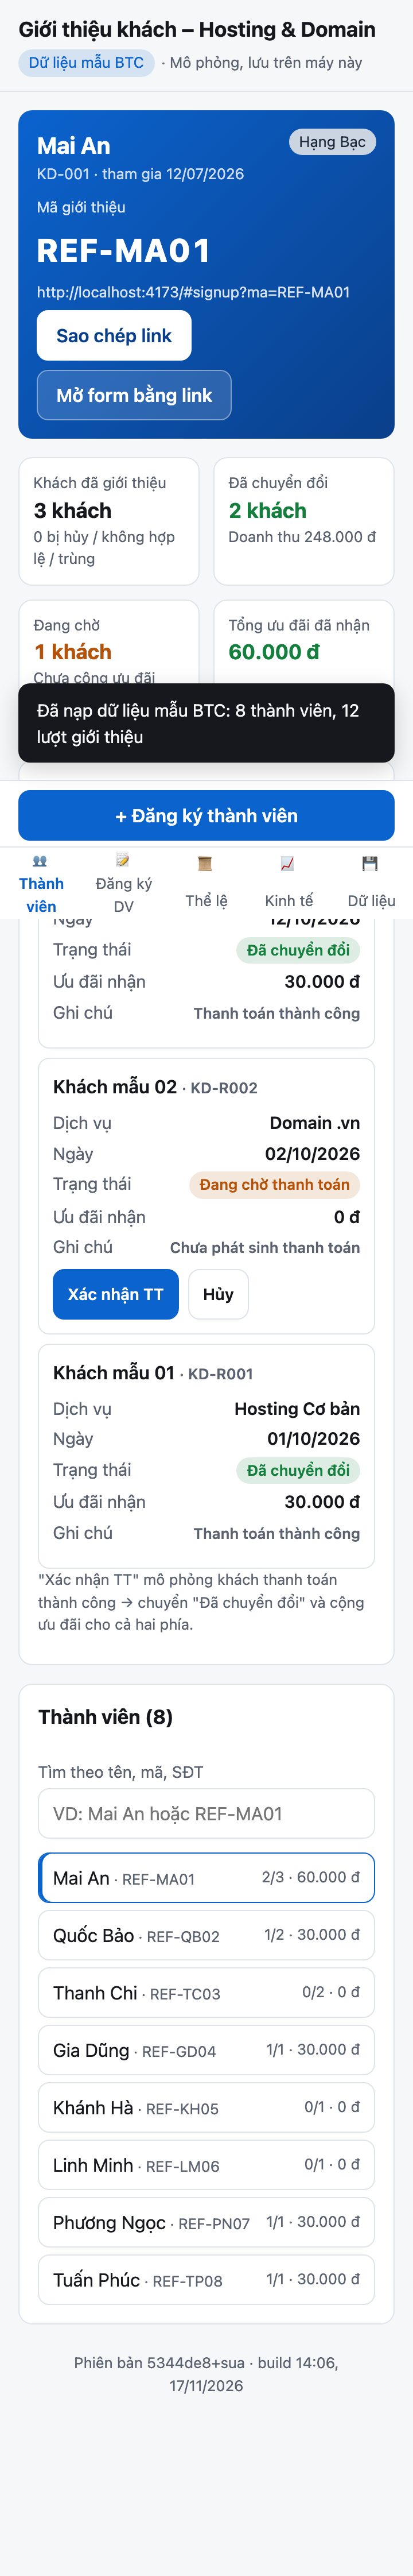 Giới thiệu khách – Hosting & Domain
Dữ liệu mẫu BTC · Mô phỏng, lưu trên máy này
Mai An
Hạng Bạc
KD-001 · tham gia 12/07/2026
Mã giới thiệu
REF-MA01
http://localhost:4173/#signup?ma=REF-MA01
Sao chép link
Mở form bằng link
Khách đã giới thiệu
3 khách
0 bị hủy / không hợp
lệ / trùng
Đã chuyển đổi
2 khách
Doanh thu 248.000 đ
Đang chờ
1 khách
Chưa cộng ưu đãi
Tổng ưu đãi đã nhận
60.000 đ
Đã nạp dữ liệu mẫu BTC: 8 thành viên, 12
lượt giới thiệu
+ Đăng ký thành viên
Thành
viên
Đăng ký
DV
Thể lệ
Kinh tế
Dữ liệu
Ngày 12/10/2026
Trạng thái Đã chuyển đổi
Ưu đãi nhận 30.000 đ
Ghi chú Thanh toán thành công
Khách mẫu 02 · KD-R002
Dịch vụ Domain .vn
Ngày 02/10/2026
Trạng thái Đang chờ thanh toán
Ưu đãi nhận 0 đ
Ghi chú Chưa phát sinh thanh toán
Xác nhận TT Hủy
Khách mẫu 01 · KD-R001
Dịch vụ Hosting Cơ bản
Ngày 01/10/2026
Trạng thái Đã chuyển đổi
Ưu đãi nhận 30.000 đ
Ghi chú Thanh toán thành công
"Xác nhận TT" mô phỏng khách thanh toán
thành công → chuyển "Đã chuyển đổi" và cộng
ưu đãi cho cả hai phía.
Thành viên (8)
Tìm theo tên, mã, SĐT
VD: Mai An hoặc REF-MA01
Mai An · REF-MA01 2/3 · 60.000 đ
Quốc Bảo · REF-QB02 1/2 · 30.000 đ
Thanh Chi · REF-TC03 0/2 · 0 đ
Gia Dũng · REF-GD04 1/1 · 30.000 đ
Khánh Hà · REF-KH05 0/1 · 0 đ
Linh Minh · REF-LM06 0/1 · 0 đ
Phương Ngọc · REF-PN07 1/1 · 30.000 đ
Tuấn Phúc · REF-TP08 1/1 · 30.000 đ
Phiên bản 5344de8+sua · build 14:06,
17/11/2026